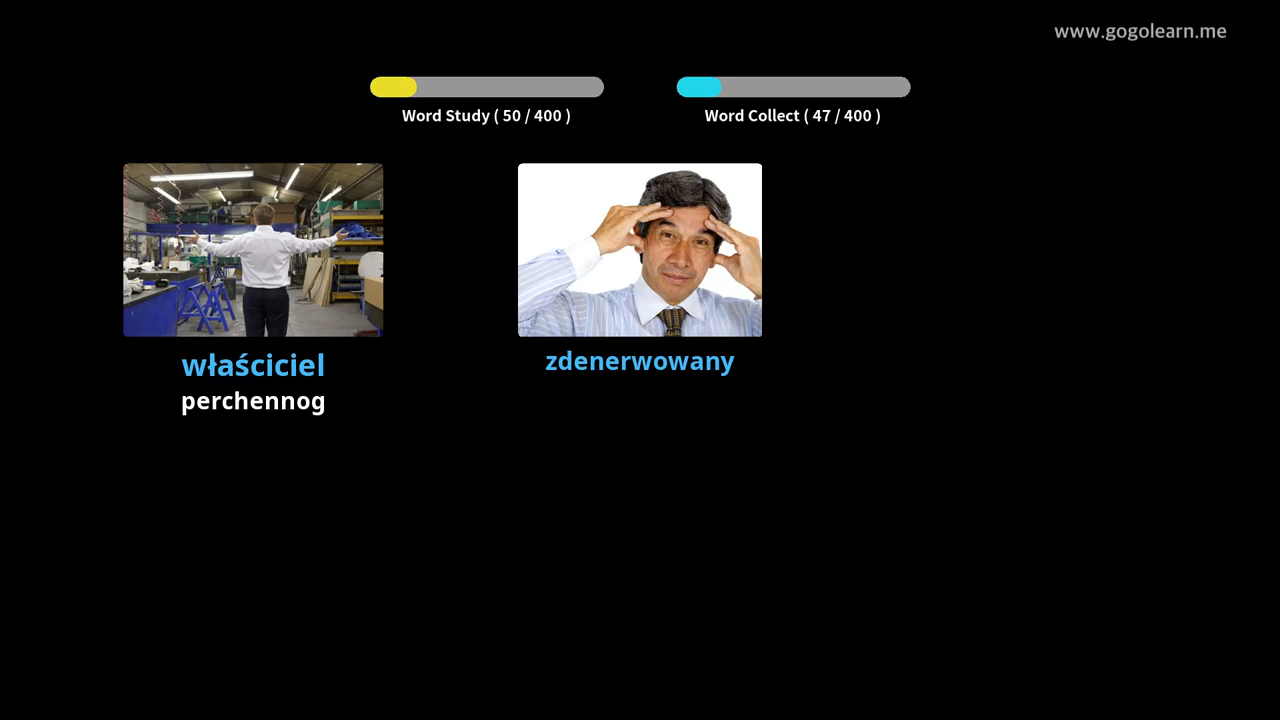 www.gogolearn.me
Word Study ( 50 / 400 )
Word Collect ( 47 / 400 )
właściciel
perchennog
zdenerwowany